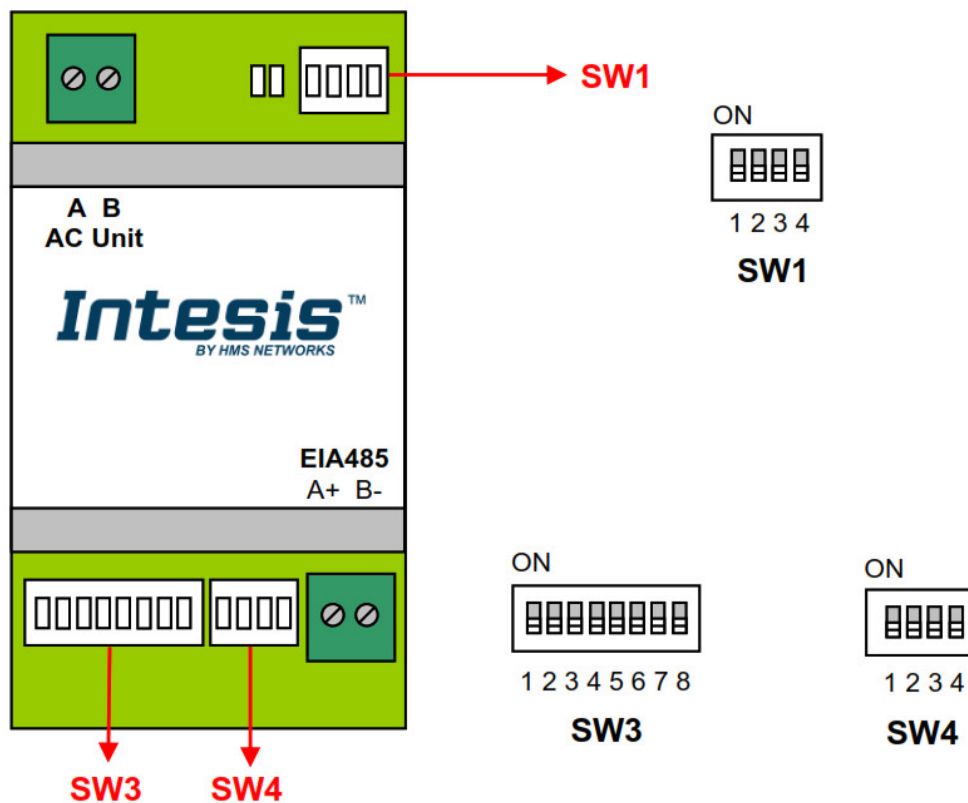 SW1
ON
1 2 3 4
SW1
A B
AC Unit
Intesis™
BY HMS NETWORKS
EIA485
A+ B-
ON
1 2 3 4 5 6 7 8
SW3
ON
1 2 3 4
SW4
SW3 SW4